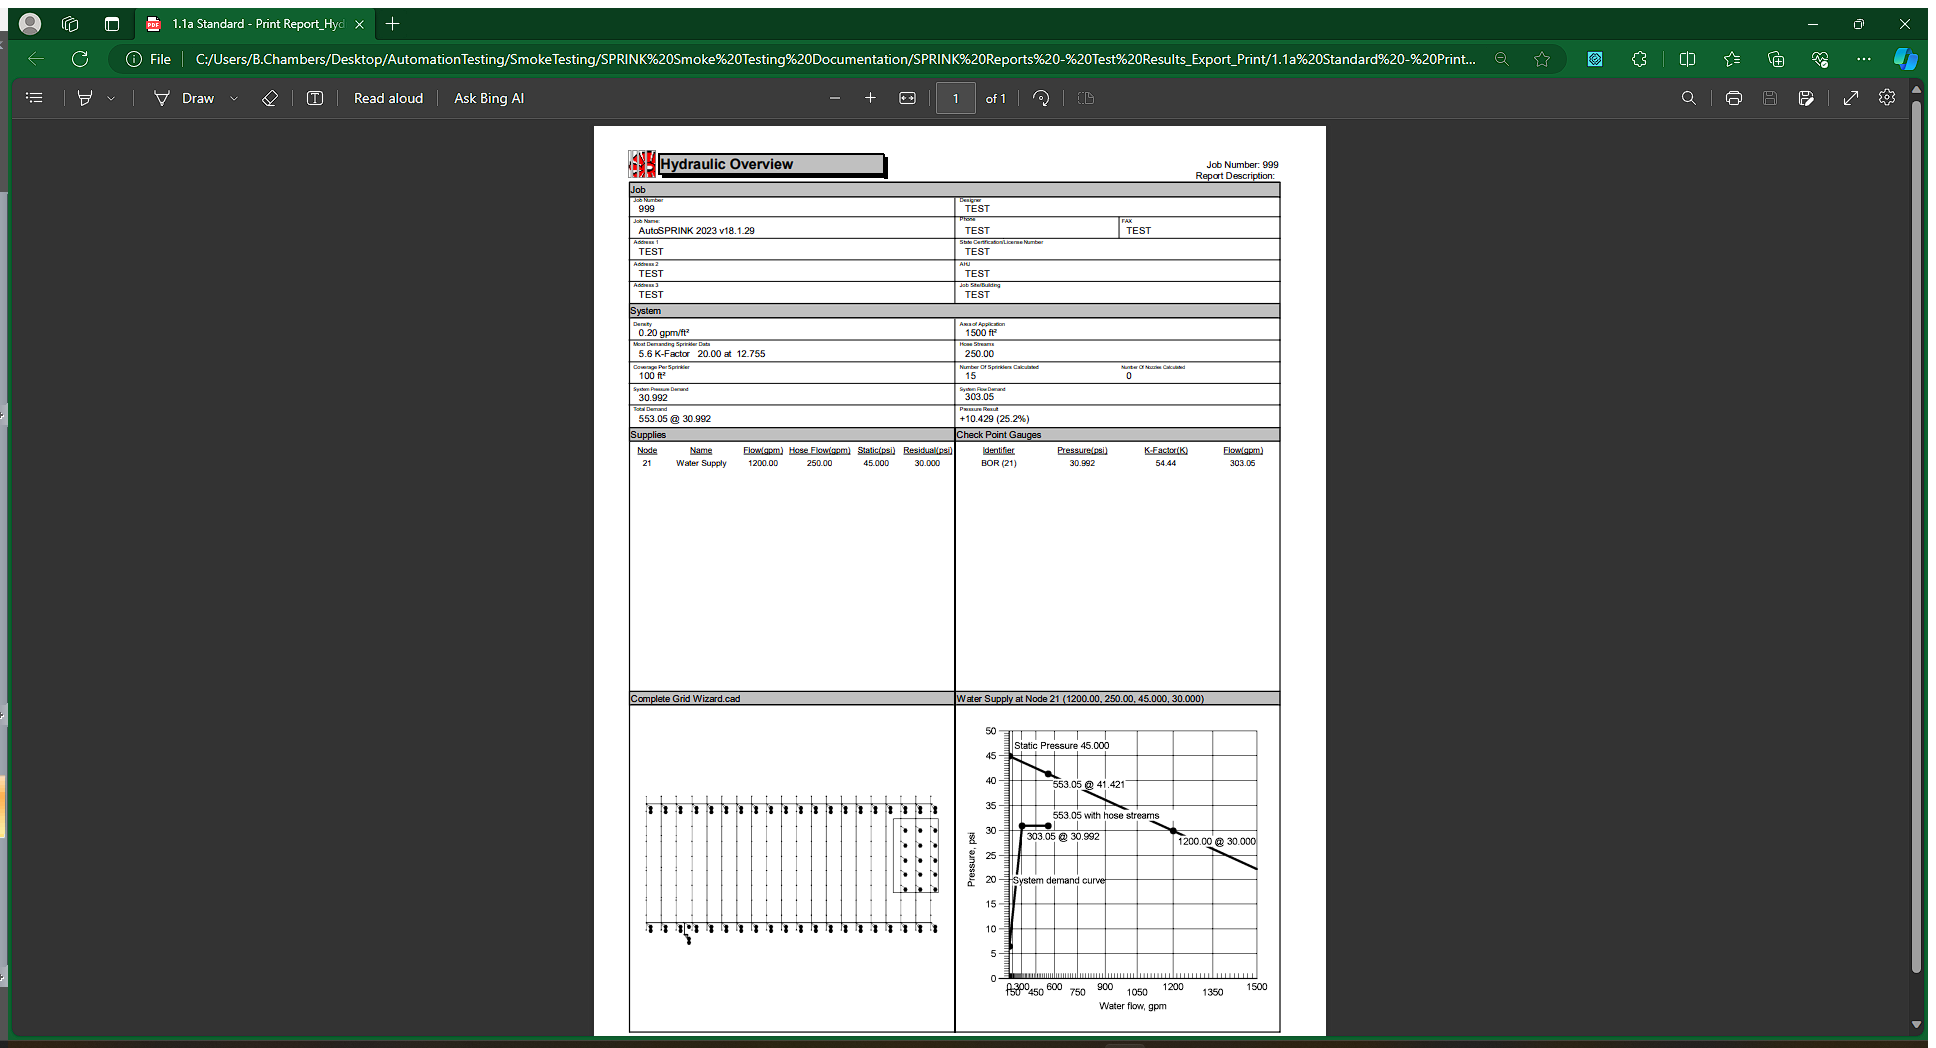 1.1a Standard - Print Report_Hyd
File
C:/Users/B.Chambers/Desktop/AutomationTesting/SmokeTesting/SPRINK%20Smoke%20Testing%20Documentation/SPRINK%20Reports%20-%20Test%20Results_Export_Print/1.1a%20Standard%20-%20Print...
Draw
Read aloud
Ask Bing AI
1 of 1
Hydraulic Overview
Job Number: 999
Report Description:
Job
Job Number
999
Designer
TEST
Job Name:
AutoSPRINK 2023 v18.1.29
Phone
TEST
FAX
TEST
Address 1
TEST
State Certification/License Number
TEST
Address 2
TEST
AHJ
TEST
Address 3
TEST
Job Site/Building
TEST
System
Density
0.20 gpm/ft²
Area of Application
1500 ft²
Most Demanding Sprinkler Data
5.6 K-Factor 20.00 at 12.755
Hose Streams
250.00
Coverage Per Sprinkler
100 ft²
Number Of Sprinklers Calculated
15
Number Of Nozzles Calculated
0
System Pressure Demand
30.992
System Flow Demand
303.05
Total Demand
553.05 @ 30.992
Pressure Result
+10.429 (25.2%)
Supplies
Node Name Flow(gpm) Hose Flow(gpm) Static(psi) Residual(psi)
21 Water Supply 1200.00 250.00 45.000 30.000
Check Point Gauges
Identifier Pressure(psi) K-Factor(K) Flow(gpm)
BOR (21) 30.992 54.44 303.05
Complete Grid Wizard.cad
Water Supply at Node 21 (1200.00, 250.00, 45.000, 30.000)
50
Static Pressure 45.000
45
40
553.05 @ 41.421
35
553.05 with hose streams
30
303.05 @ 30.992
1200.00 @ 30.000
25
20
System demand curve
15
10
5
0
Pressure, psi
0 300 600 900 1200 1500
150 450 750 1050 1350
Water flow, gpm